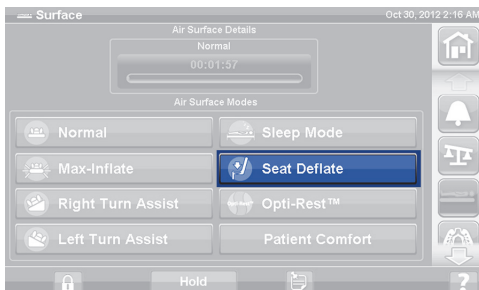 Surface
Oct 30, 2012 2:16 AM
Air Surface Details
Normal
00:01:57
Air Surface Modes
Normal
Sleep Mode
Max-Inflate
Seat Deflate
Right Turn Assist
Opti-Rest™
Left Turn Assist
Patient Comfort
Hold
?